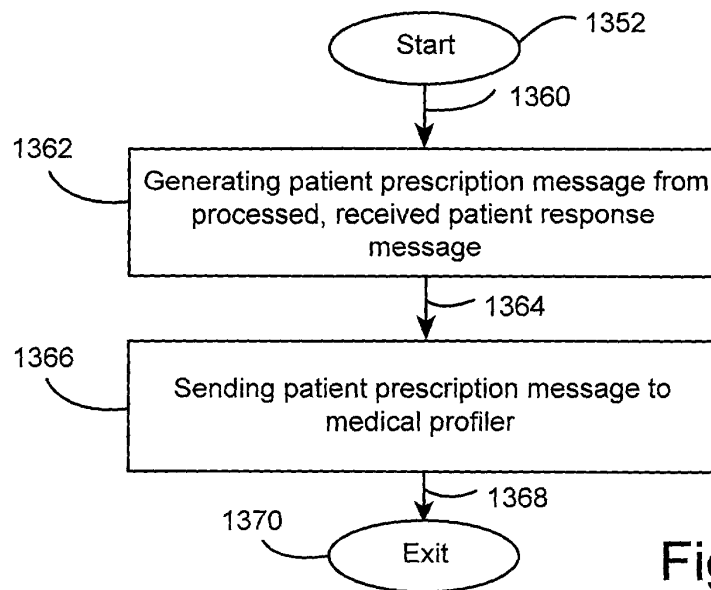 Start
1352
1360
1362
Generating patient prescription message from
processed, received patient response
message
1364
1366
Sending patient prescription message to
medical profiler
1368
1370
Exit
Fig